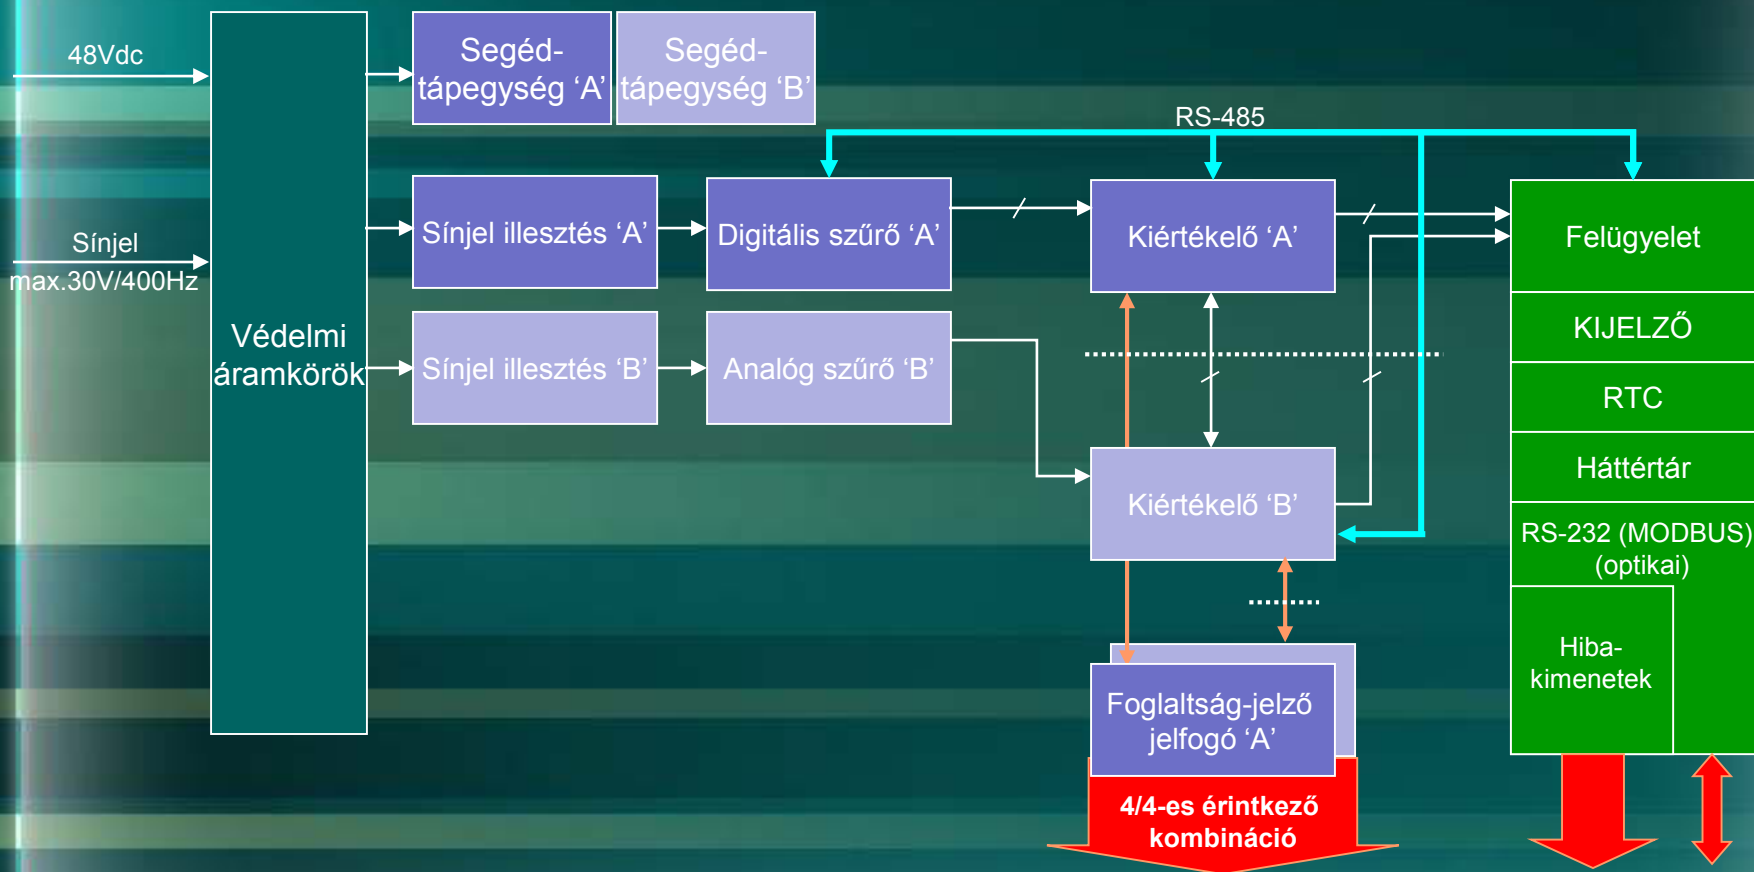 48Vdc
Segéd-
tápegység ‘A’
Segéd-
tápegység ‘B’
RS-485
Sínjel
max.30V/400Hz
Védelmi
áramkörök
Sínjel illesztés ‘A’
Digitális szűrő ‘A’
Kiértékelő ‘A’
Felügyelet
Sínjel illesztés ‘B’
Analóg szűrő ‘B’
KIJELZŐ
RTC
Háttértár
Kiértékelő ‘B’
RS-232 (MODBUS)
(optikai)
Hiba-
kimenetek
Foglaltság-jelző
jelfogó ‘A’
4/4-es érintkező
kombináció